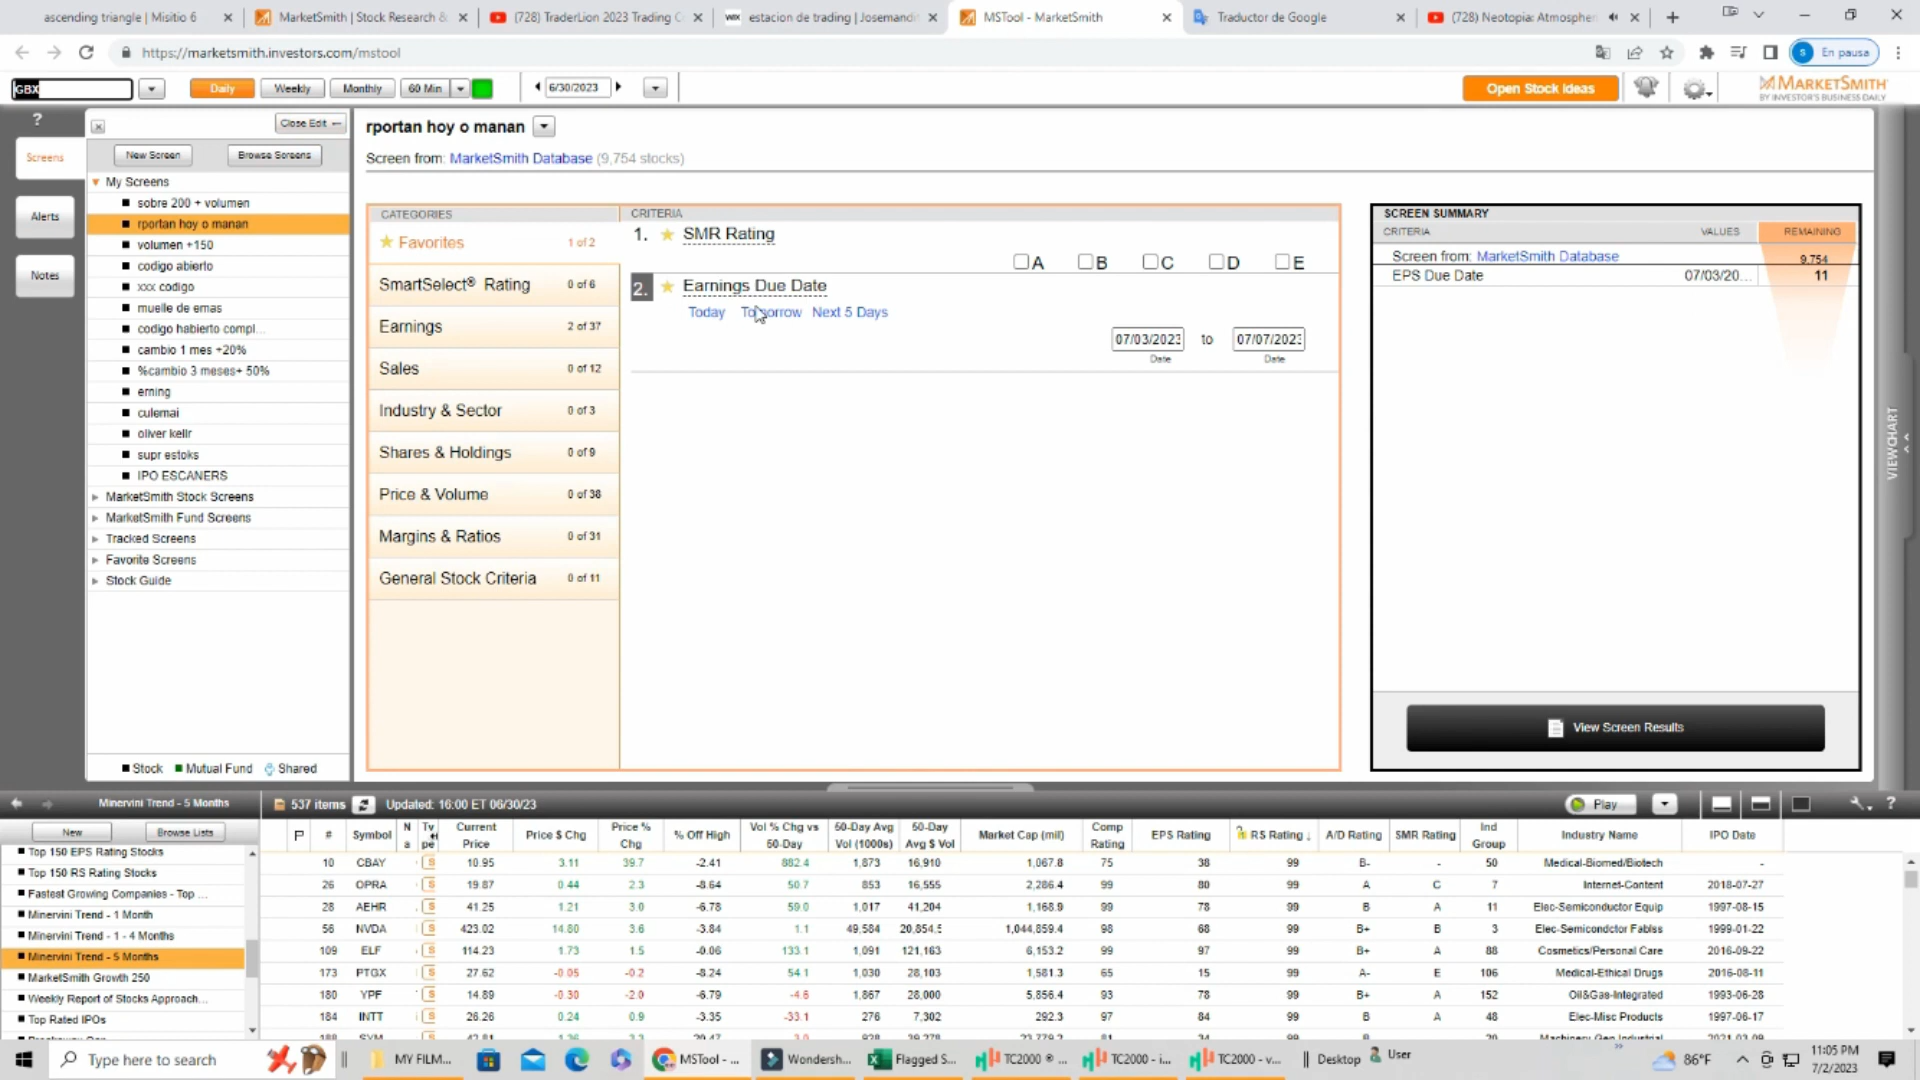 ascending triangle | Misitio 6
MarketSmith | Stock Research &
(728) TraderLion 2023 Trading C
WIX estacion de trading | Josemandi
MSTool - MarketSmith
Traductor de Google
(728) Neotopia: Atmospher
https://marketsmith.investors.com/mstool
S En pausa
GBX
Daily Weekly Monthly 60 Min 6/30/2023
Open Stock Ideas
MARKETSMITH
BY INVESTOR'S BUSINESS DAILY
?
Screens
Alerts
Notes
Close Edit
New Screen Browse Screens
My Screens
sobre 200 + volumen
rportan hoy o manan
volumen +150
codigo abierto
xxx codigo
muelle de emas
codigo habierto compl...
cambio 1 mes +20%
%cambio 3 meses+ 50%
erning
culemai
oliver kellr
supr estoks
IPO ESCANERS
MarketSmith Stock Screens
MarketSmith Fund Screens
Tracked Screens
Favorite Screens
Stock Guide
Stock Mutual Fund Shared
rportan hoy o manan
Screen from: MarketSmith Database (9,754 stocks)
CATEGORIES
Favorites 1 of 2
SmartSelect® Rating 0 of 6
Earnings 2 of 37
Sales 0 of 12
Industry & Sector 0 of 3
Shares & Holdings 0 of 9
Price & Volume 0 of 38
Margins & Ratios 0 of 31
General Stock Criteria 0 of 11
CRITERIA
1. SMR Rating
A B C D E
2. Earnings Due Date
Today Tomorrow Next 5 Days
07/03/2023 to 07/07/2023
Date Date
SCREEN SUMMARY
CRITERIA VALUES REMAINING
Screen from: MarketSmith Database 9,754
EPS Due Date 07/03/20... 11
View Screen Results
VIEW CHART
Minervini Trend - 5 Months
537 items Updated: 16:00 ET 06/30/23
Play
?
New Browse Lists
Top 150 EPS Rating Stocks
Top 150 RS Rating Stocks
Fastest Growing Companies - Top ...
Minervini Trend - 1 Month
Minervini Trend - 1 - 4 Months
Minervini Trend - 5 Months
MarketSmith Growth 250
Weekly Report of Stocks Approach...
Top Rated IPOs
P # Symbol Na Type Current Price Price $ Chg Price % Chg % Off High Vol % Chg vs 50-Day 50-Day Avg Vol (1000s) 50-Day Avg $ Vol Market Cap (mil) Comp Rating EPS Rating RS Rating ↓ A/D Rating SMR Rating Ind Group Industry Name IPO Date
10 CBAY S 10.95 3.11 39.7 -2.41 882.4 1,873 16,910 1,067.8 75 38 99 B- - 50 Medical-Biomed/Biotech -
26 OPRA S 19.87 0.44 2.3 -8.64 50.7 853 16,555 2,286.4 99 80 99 A C 7 Internet-Content 2018-07-27
28 AEHR S 41.25 1.21 3.0 -6.78 59.0 1,017 41,204 1,168.9 99 78 99 B A 11 Elec-Semiconductor Equip 1997-08-15
56 NVDA S 423.02 14.80 3.6 -3.84 1.1 49,584 20,854,5 1,044,859.4 98 68 99 B+ B 3 Elec-Semicondctor Fablss 1999-01-22
109 ELF S 114.23 1.73 1.5 -0.06 133.1 1,091 121,163 6,153.2 99 97 99 B+ A 88 Cosmetics/Personal Care 2016-09-22
173 PTGX S 27.62 -0.05 -0.2 -8.24 54.1 1,030 28,103 1,581.3 65 15 99 A- E 106 Medical-Ethical Drugs 2016-08-11
180 YPF S 14.89 -0.30 -2.0 -6.79 -4.6 1,867 28,000 5,856.4 93 78 99 B+ A 152 Oil&Gas-Integrated 1993-06-28
184 INTT S 26.26 0.24 0.9 -3.35 -33.1 276 7,302 292.3 97 84 99 B A 48 Elec-Misc Products 1997-06-17
Type here to search
MY FILM...
MSTool - ...
Wondersh...
Flagged S...
TC2000 ® ...
TC2000 - i...
TC2000 - v...
Desktop
User
86°F
11:05 PM
7/2/2023